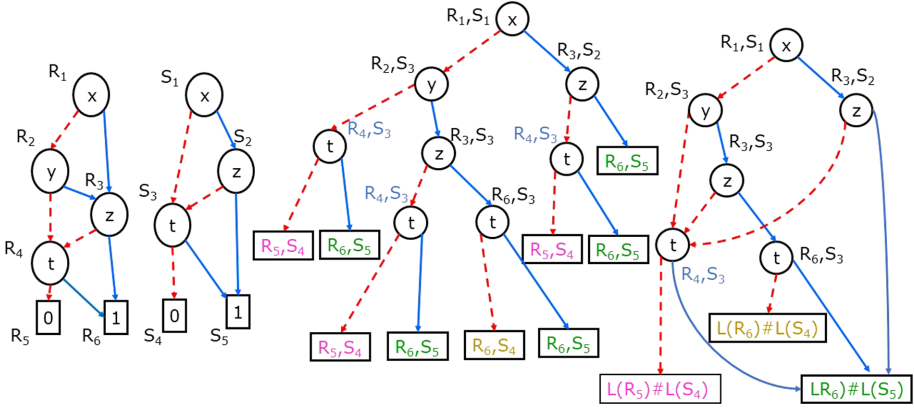 R1
x
R2
y
R3
z
R4
t
R5
0
R6
1
S1
x
S2
z
S3
t
S4
0
S5
1
R1,S1
x
R2,S3
y
R3,S2
z
R4,S3
t
R3,S3
z
R4,S3
t
R6,S5
R4,S3
t
R6,S3
t
R5,S4
R6,S5
R5,S4
R6,S5
R5,S4
R6,S5
R6,S4
R6,S5
R1,S1
x
R2,S3
y
R3,S2
z
R3,S3
z
t
R4,S3
t
R6,S3
L(R6)#L(S4)
L(R5)#L(S4)
LR6)#L(S5)